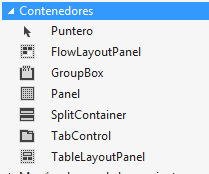 Contenedores
Puntero
FlowLayoutPanel
GroupBox
Panel
SplitContainer
TabControl
TableLayoutPanel